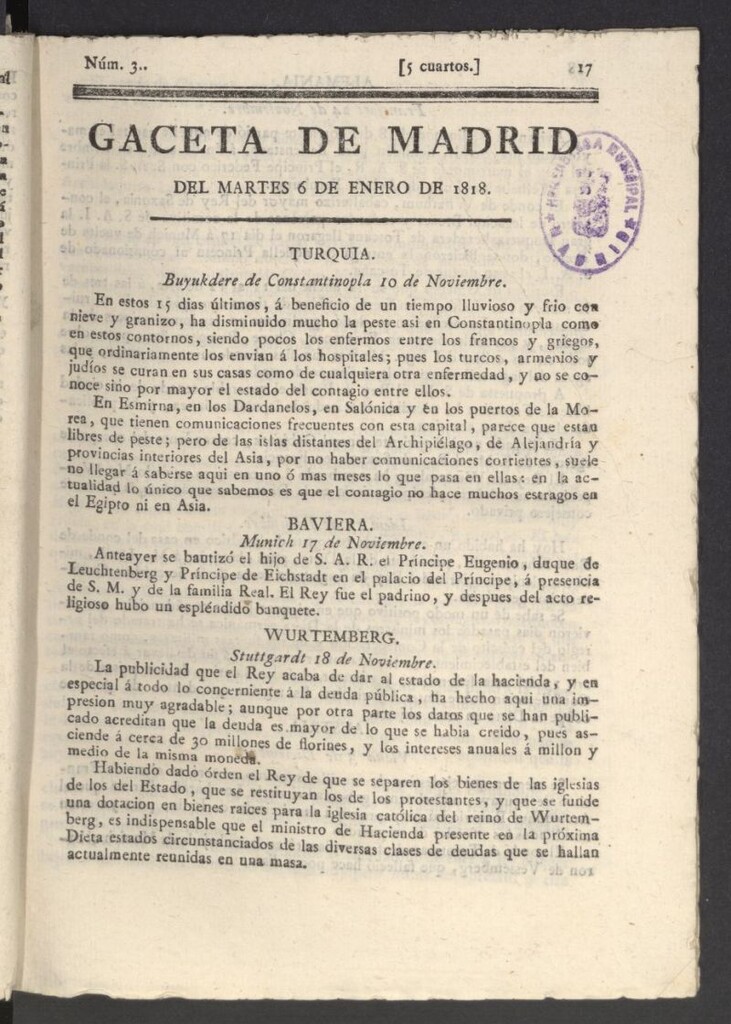 Núm. 3.. [5 cuartos.] 17
GACETA DE MADRID
DEL MARTES 6 DE ENERO DE 1818.
HEMEROTECA MUNICIPAL
MADRID
TURQUIA.
Buyukdere de Constantinopla 10 de Noviembre.
En estos 15 dias últimos, á beneficio de un tiempo lluvioso y frio con
nieve y granizo, ha disminuido mucho la peste asi en Constantinopla como
en estos contornos, siendo pocos los enfermos entre los francos y griegos,
que ordinariamente los envian á los hospitales; pues los turcos, armenios y
judíos se curan en sus casas como de cualquiera otra enfermedad, y no se co-
noce sino por mayor el estado del contagio entre ellos.
En Esmirna, en los Dardanelos, en Salónica y en los puertos de la Mo-
rea, que tienen comunicaciones frecuentes con esta capital, parece que estan
libres de peste; pero de las islas distantes del Archipiélago, de Alejandría y
provincias interiores del Asia, por no haber comunicaciones corrientes, suele
no llegar á saberse aqui en uno ó mas meses lo que pasa en ellas: en la ac-
tualidad lo único que sabemos es que el contagio no hace muchos estragos en
el Egipto ni en Asia.
BAVIERA.
Munich 17 de Noviembre.
Anteayer se bautizó el hijo de S. A. R. el Príncipe Eugenio, duque de
Leuchtenberg y Príncipe de Eichstadt en el palacio del Príncipe, á presencia
de S. M. y de la familia Real. El Rey fue el padrino, y despues del acto re-
ligioso hubo un espléndido banquete.
WURTEMBERG.
Stuttgardt 18 de Noviembre.
La publicidad que el Rey acaba de dar al estado de la hacienda, y en
especial á todo lo concerniente á la deuda pública, ha hecho aqui una im-
presion muy agradable; aunque por otra parte los datos que se han publi-
cado acreditan que la deuda es mayor de lo que se habia creido, pues as-
ciende á cerca de 30 millones de florines, y los intereses anuales á millon y
medio de la misma moneda.
Habiendo dado órden el Rey de que se separen los bienes de las iglesias
de los del Estado, que se restituyan los de los protestantes, y que se funde
una dotacion en bienes raices para la iglesia católica del reino de Wurtem-
berg, es indispensable que el ministro de Hacienda presente en la próxima
Dieta estados circunstanciados de las diversas clases de deudas que se hallan
actualmente reunidas en una masa.